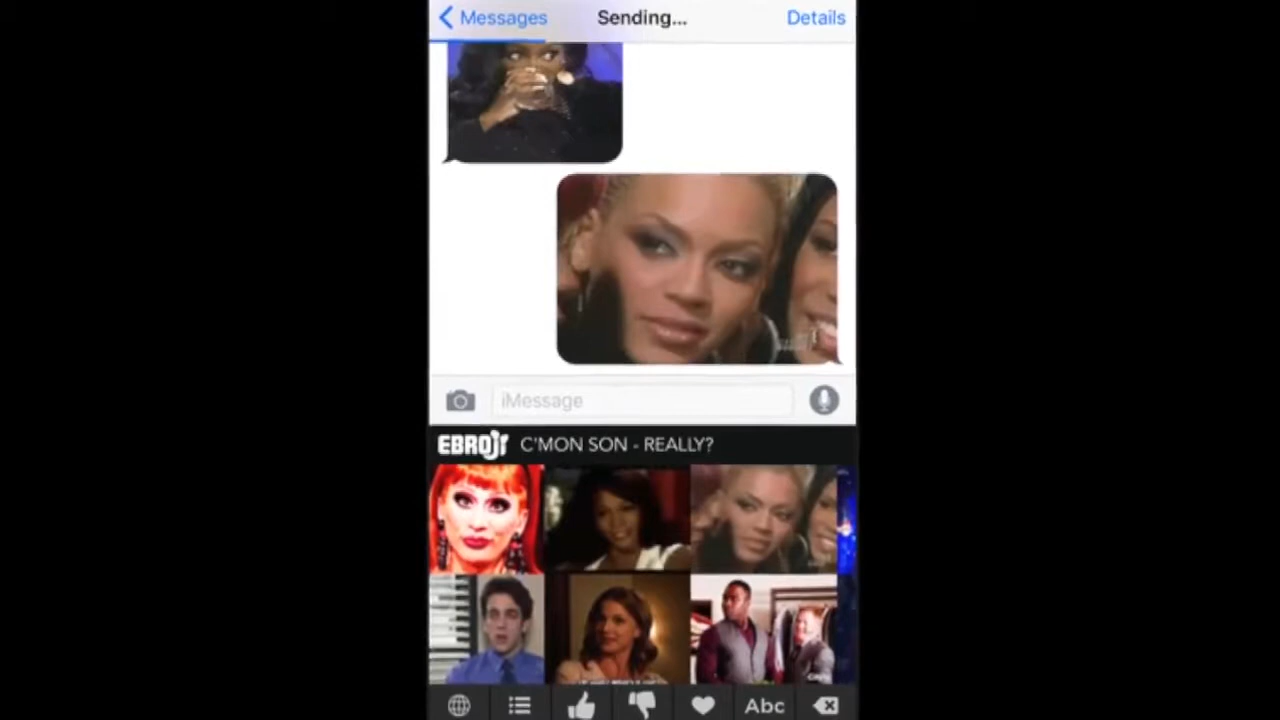 Messages
Sending...
Details
iMessage
EBROJI
C'MON SON - REALLY?
Abc